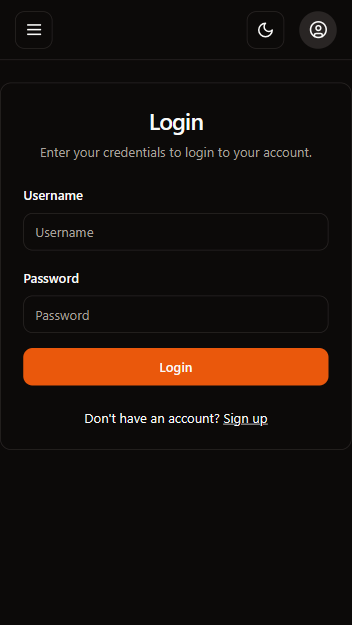 Login
Enter your credentials to login to your account.
Username
Username
Password
Password
Login
Don't have an account? Sign up